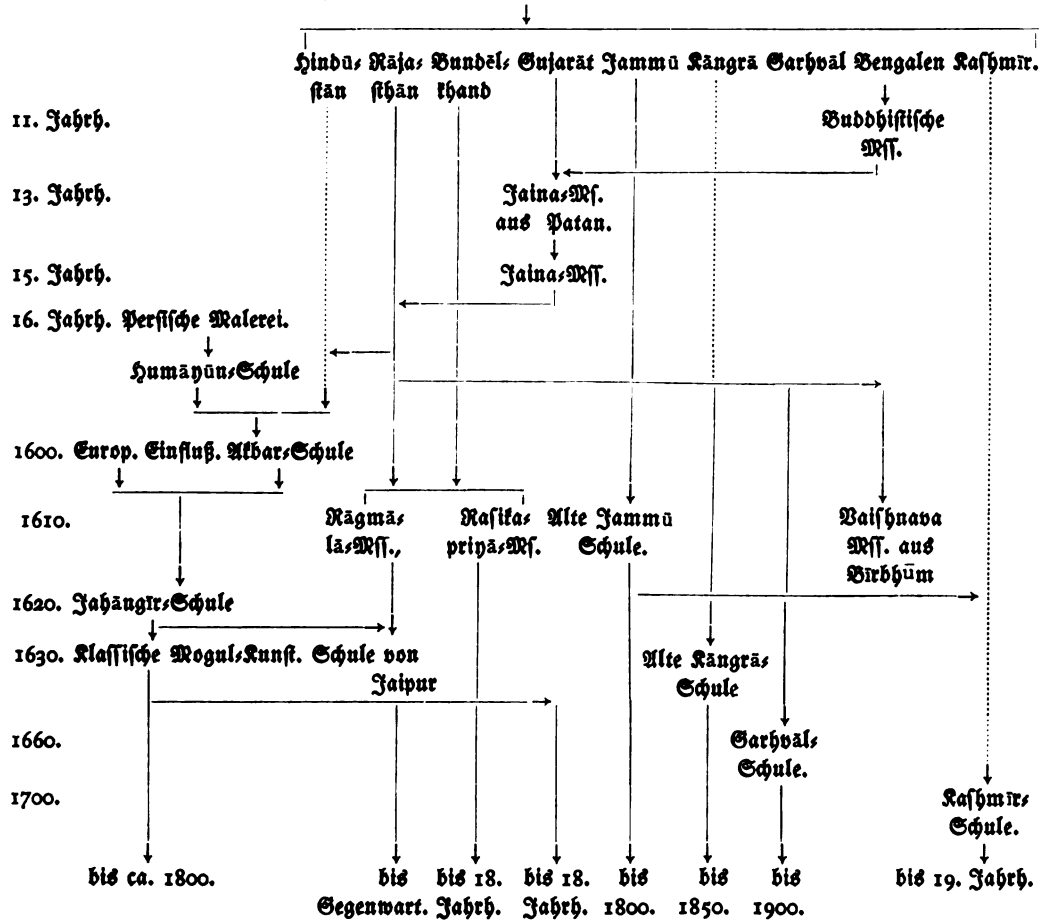 Hindū- Rāja- Bundēl- Gujarāt Jammū Kāngrā Garhvāl Bengalen Kaſhmīr.
ſtān ſthān khand
11. Jahrh. Buddhiſtiſche
Mſſ.
13. Jahrh. Jaina-Mſ.
aus Patan.
15. Jahrh. Jaina-Mſſ.
16. Jahrh. Perſiſche Malerei.
Humāyūn-Schule
1600. Europ. Einfluß. Akbar-Schule
1610. Rāgmā- Raſika- Alte Jammū Vaiſhnava
lā-Mſſ., priyā-Mſ. Schule. Mſſ. aus
Bīrbhūm
1620. Jahāngīr-Schule
1630. Klaſſiſche Mogul-Kunſt. Schule von Alte Kāngrā-
Jaipur Schule
1660. Garhvāl-
Schule.
1700. Kaſhmīr-
Schule.
bis ca. 1800. bis bis 18. bis 18. bis bis bis bis 19. Jahrh.
Gegenwart. Jahrh. Jahrh. 1800. 1850. 1900.